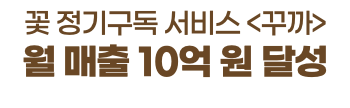 꽃 정기구독 서비스 <꾸까>
월 매출 10억 원 달성